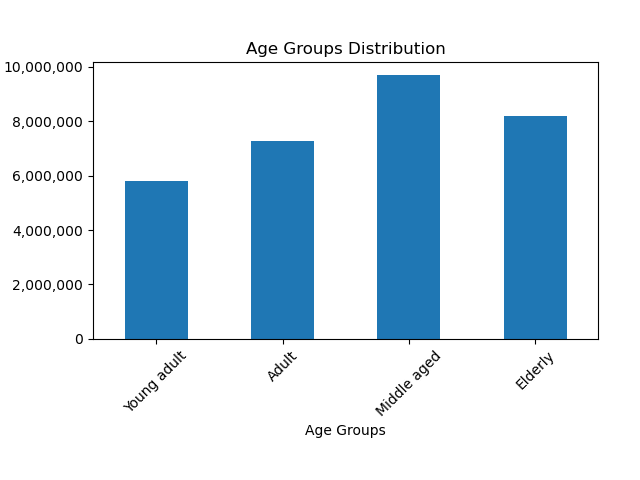 Age Groups Distribution
10,000,000
8,000,000
6,000,000
4,000,000
2,000,000
0
Young adult
Adult
Middle aged
Elderly
Age Groups